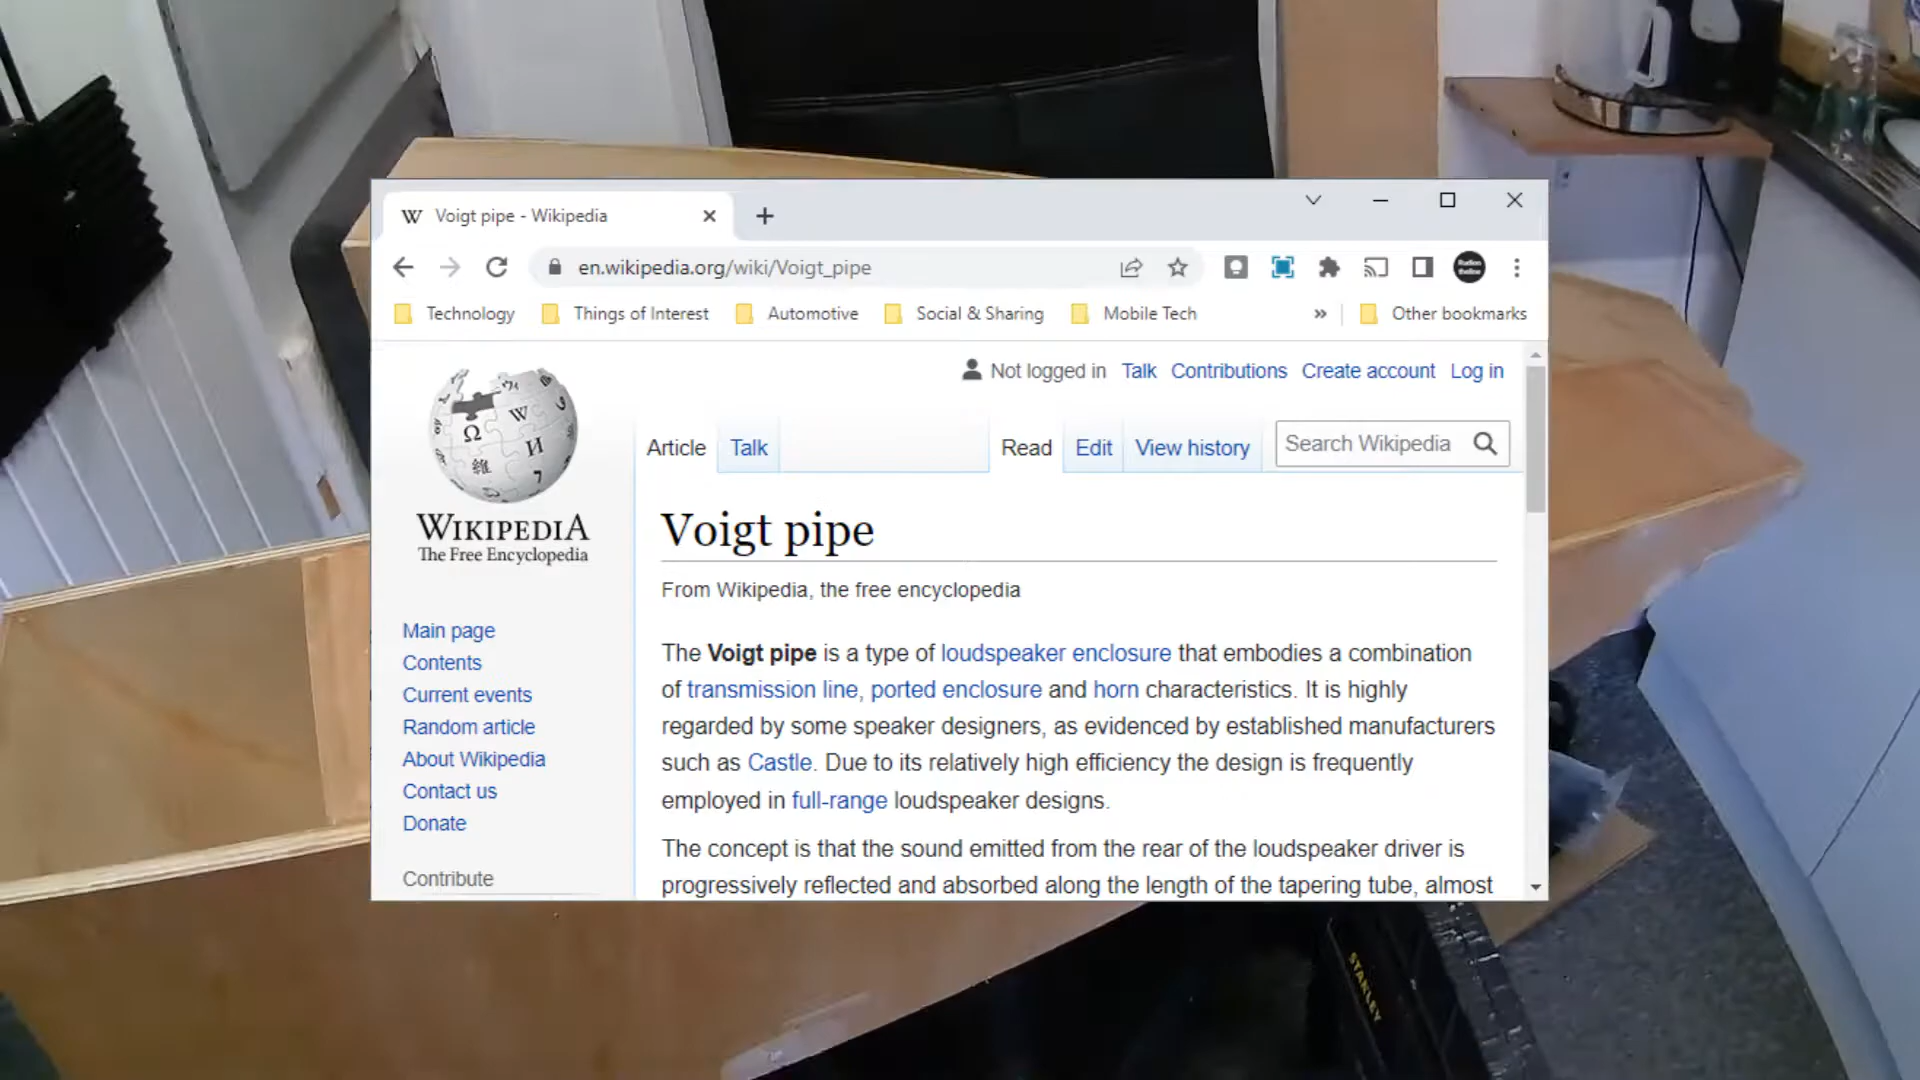 Voigt pipe - Wikipedia
en.wikipedia.org/wiki/Voigt_pipe
Technology Things of Interest Automotive Social & Sharing Mobile Tech » Other bookmarks
Not logged in Talk Contributions Create account Log in
Article Talk Read Edit View history Search Wikipedia
WIKIPEDIA
The Free Encyclopedia
Main page
Contents
Current events
Random article
About Wikipedia
Contact us
Donate
Contribute
Voigt pipe
From Wikipedia, the free encyclopedia
The Voigt pipe is a type of loudspeaker enclosure that embodies a combination
of transmission line, ported enclosure and horn characteristics. It is highly
regarded by some speaker designers, as evidenced by established manufacturers
such as Castle. Due to its relatively high efficiency the design is frequently
employed in full-range loudspeaker designs.
The concept is that the sound emitted from the rear of the loudspeaker driver is
progressively reflected and absorbed along the length of the tapering tube, almost
STANLEY